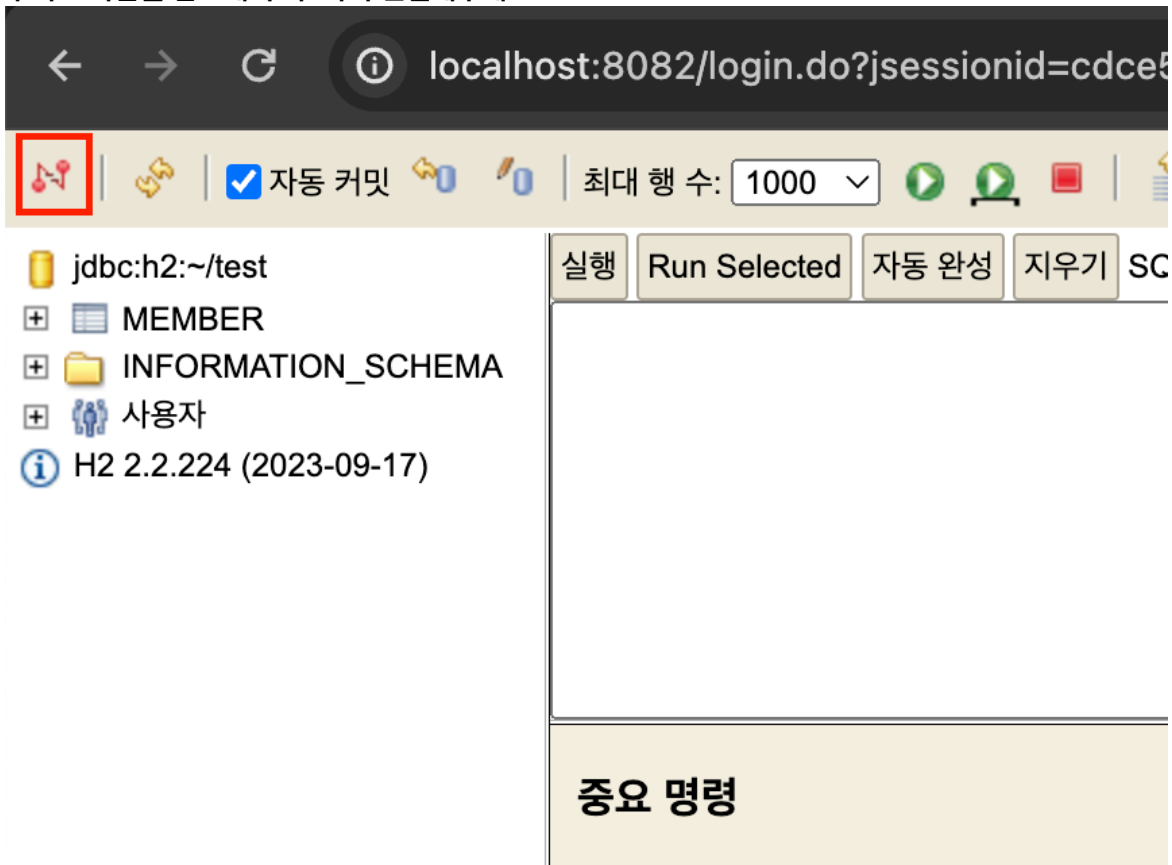 localhost:8082/login.do?jsessionid=cdce5
자동 커밋 최대 행 수: 1000
jdbc:h2:~/test
MEMBER
INFORMATION_SCHEMA
사용자
H2 2.2.224 (2023-09-17)
실행 Run Selected 자동 완성 지우기 SQ
중요 명령